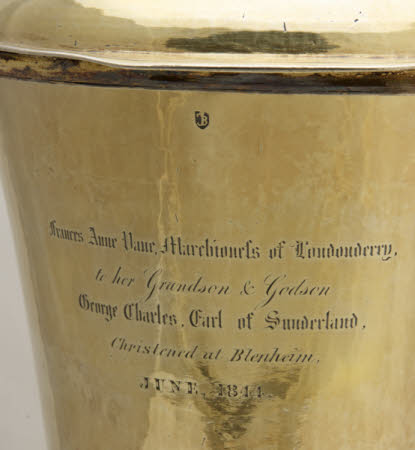 B
Frances Anne Vane, Marchioneſs of Londonderry,
to her Grandson & Godson
George Charles, Earl of Sunderland,
Christened at Blenheim,
JUNE, 1844.